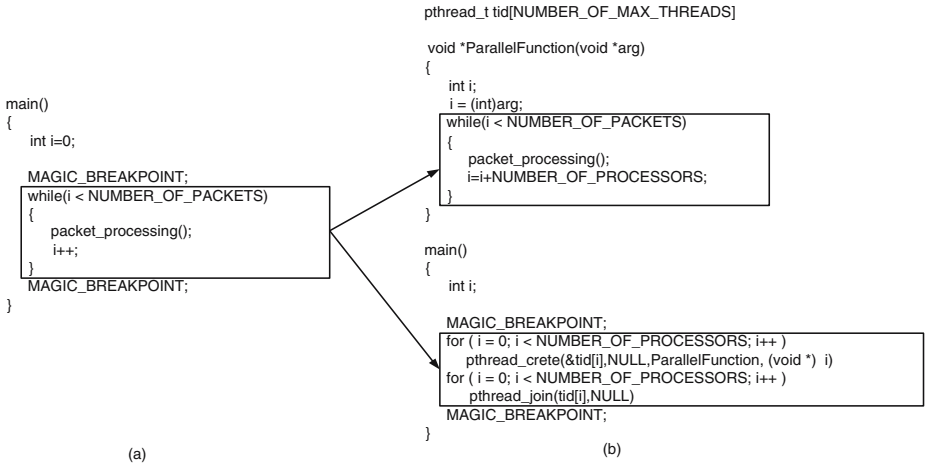 main()
{
int i=0;
MAGIC_BREAKPOINT;
while(i < NUMBER_OF_PACKETS)
{
packet_processing();
i++;
}
MAGIC_BREAKPOINT;
}
(a)
pthread_t tid[NUMBER_OF_MAX_THREADS]
void *ParallelFunction(void *arg)
{
int i;
i = (int)arg;
while(i < NUMBER_OF_PACKETS)
{
packet_processing();
i=i+NUMBER_OF_PROCESSORS;
}
}
main()
{
int i;
MAGIC_BREAKPOINT;
for ( i = 0; i < NUMBER_OF_PROCESSORS; i++ )
pthread_crete(&tid[i],NULL,ParallelFunction, (void *) i)
for ( i = 0; i < NUMBER_OF_PROCESSORS; i++ )
pthread_join(tid[i],NULL)
MAGIC_BREAKPOINT;
}
(b)